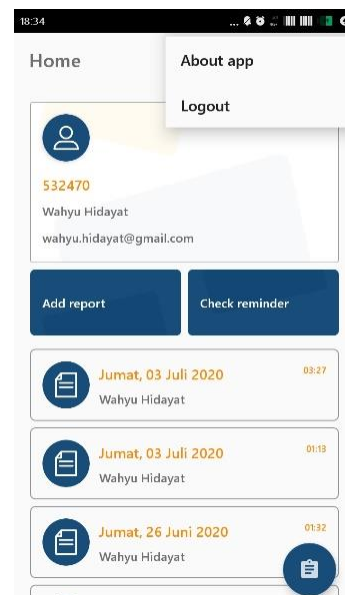 18:34
...
Home
About app
Logout
532470
Wahyu Hidayat
wahyu.hidayat@gmail.com
Add report
Check reminder
Jumat, 03 Juli 2020
03:27
Wahyu Hidayat
Jumat, 03 Juli 2020
01:13
Wahyu Hidayat
Jumat, 26 Juni 2020
01:32
Wahyu Hidayat